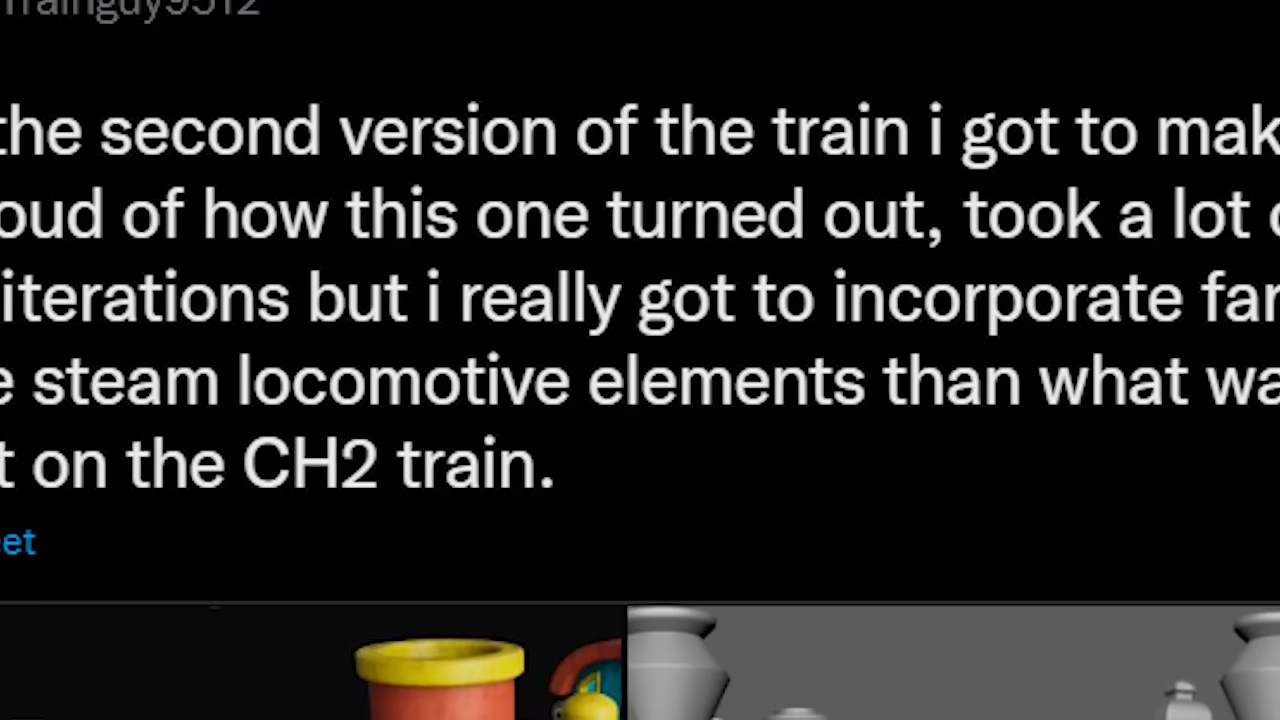 Trainguy9512
the second version of the train i got to mak
oud of how this one turned out, took a lot
iterations but i really got to incorporate far
e steam locomotive elements than what wa
t on the CH2 train.
et